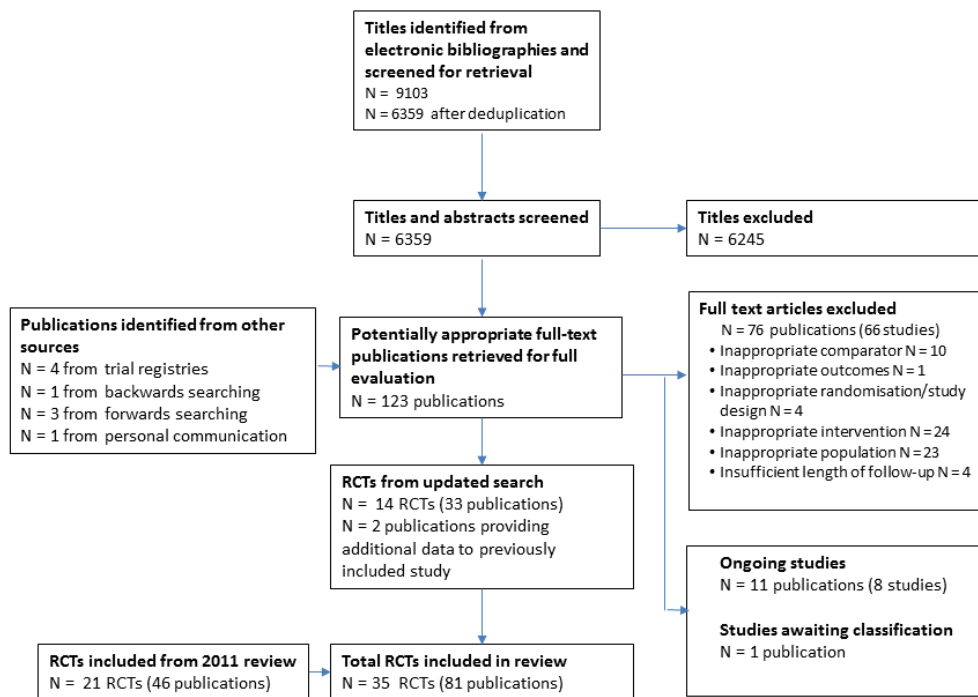 Titles identified from
electronic bibliographies and
screened for retrieval
N = 9103
N = 6359 after deduplication
Titles and abstracts screened
N = 6359
Titles excluded
N = 6245
Publications identified from other
sources
N = 4 from trial registries
N = 1 from backwards searching
N = 3 from forwards searching
N = 1 from personal communication
Potentially appropriate full-text
publications retrieved for full
evaluation
N = 123 publications
Full text articles excluded
N = 76 publications (66 studies)
• Inappropriate comparator N = 10
• Inappropriate outcomes N = 1
• Inappropriate randomisation/study
design N = 4
• Inappropriate intervention N = 24
• Inappropriate population N = 23
• Insufficient length of follow-up N = 4
RCTs from updated search
N = 14 RCTs (33 publications)
N = 2 publications providing
additional data to previously
included study
Ongoing studies
N = 11 publications (8 studies)
Studies awaiting classification
N = 1 publication
RCTs included from 2011 review
N = 21 RCTs (46 publications)
Total RCTs included in review
N = 35 RCTs (81 publications)